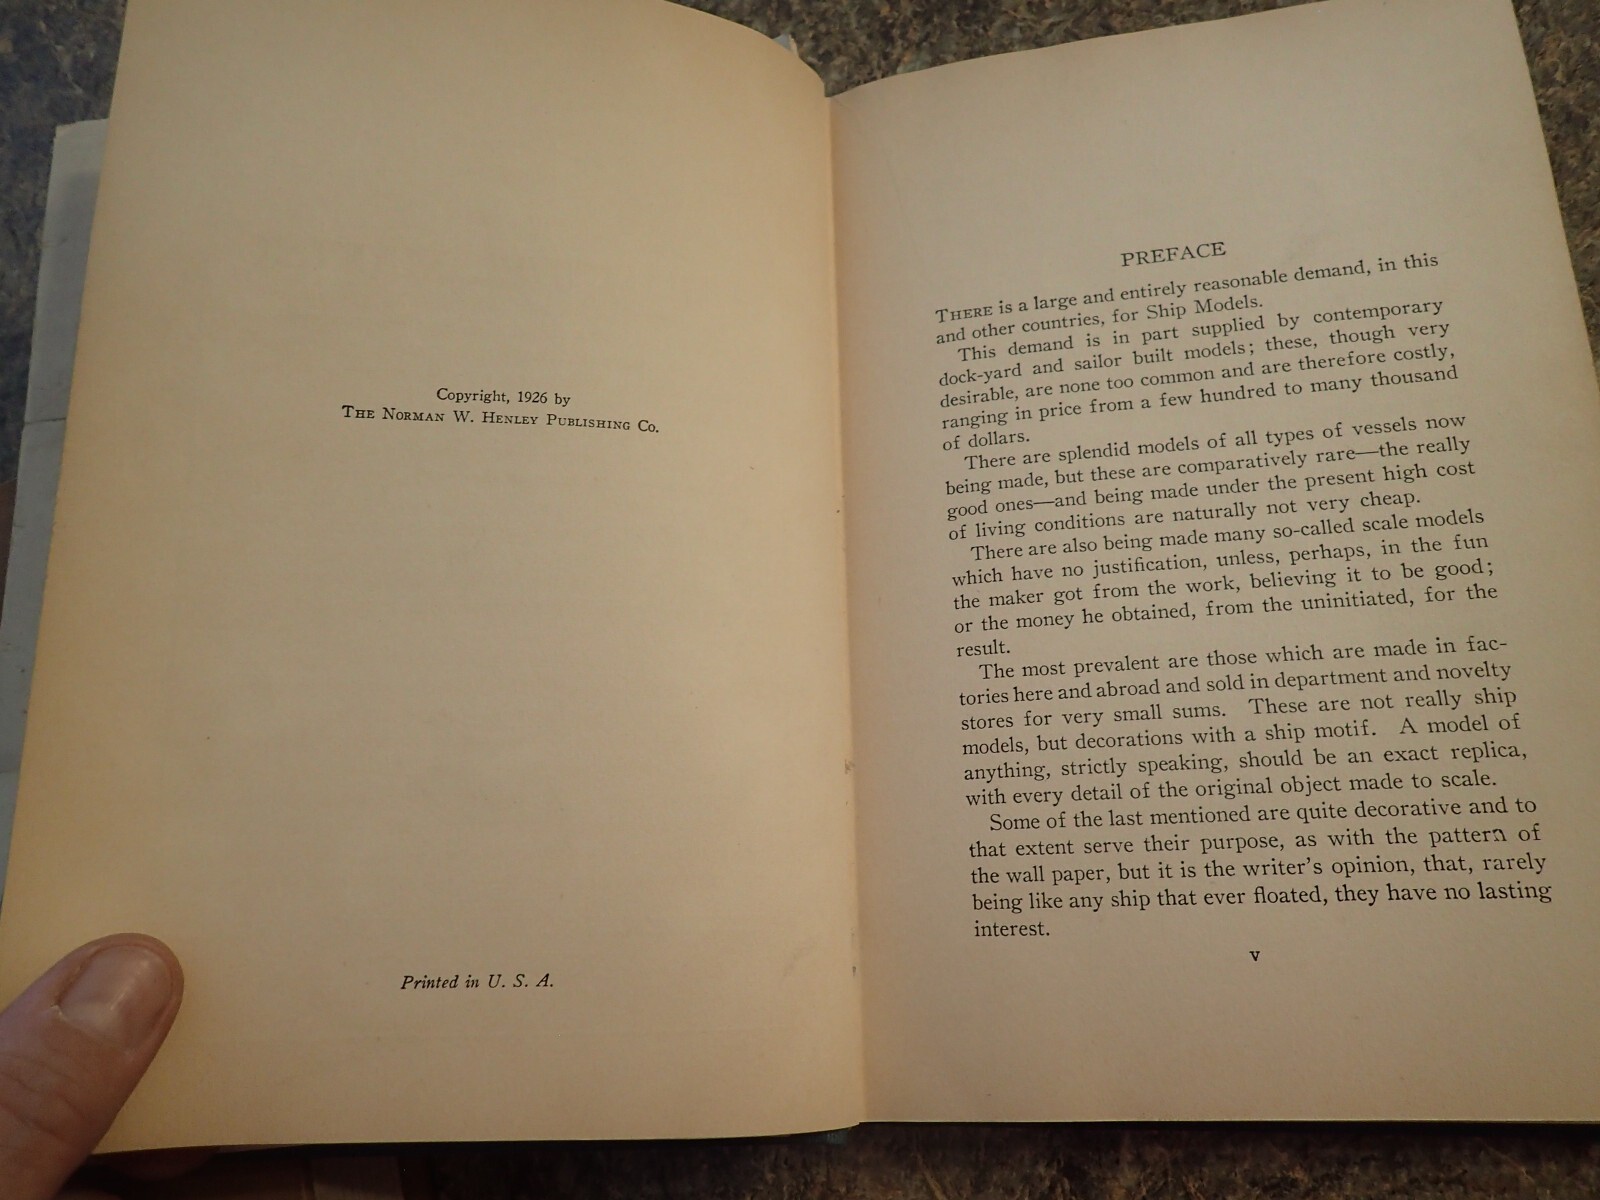 Copyright, 1926 by
THE NORMAN W. HENLEY PUBLISHING CO.
Printed in U. S. A.
PREFACE
THERE is a large and entirely reasonable demand, in this
and other countries, for Ship Models.
This demand is in part supplied by contemporary
dock-yard and sailor built models; these, though very
desirable, are none too common and are therefore costly,
ranging in price from a few hundred to many thousand
of dollars.
There are splendid models of all types of vessels now
being made, but these are comparatively rare—the really
good ones—and being made under the present high cost
of living conditions are naturally not very cheap.
There are also being made many so-called scale models
which have no justification, unless, perhaps, in the fun
the maker got from the work, believing it to be good;
or the money he obtained, from the uninitiated, for the
result.
The most prevalent are those which are made in fac-
tories here and abroad and sold in department and novelty
stores for very small sums. These are not really ship
models, but decorations with a ship motif. A model of
anything, strictly speaking, should be an exact replica,
with every detail of the original object made to scale.
Some of the last mentioned are quite decorative and to
that extent serve their purpose, as with the pattern of
the wall paper, but it is the writer's opinion, that, rarely
being like any ship that ever floated, they have no lasting
interest.
v